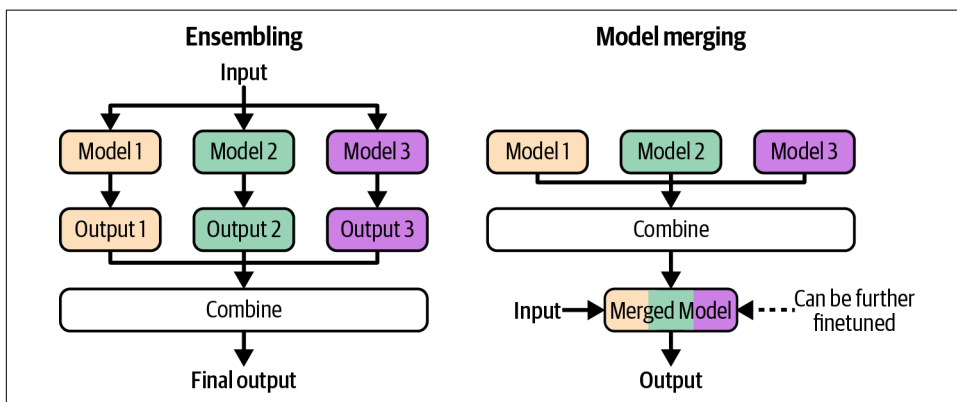 Ensembling
Input
Model 1
Model 2
Model 3
Output 1
Output 2
Output 3
Combine
Final output
Model merging
Model 1
Model 2
Model 3
Combine
Input
Merged Model
Can be further
finetuned
Output